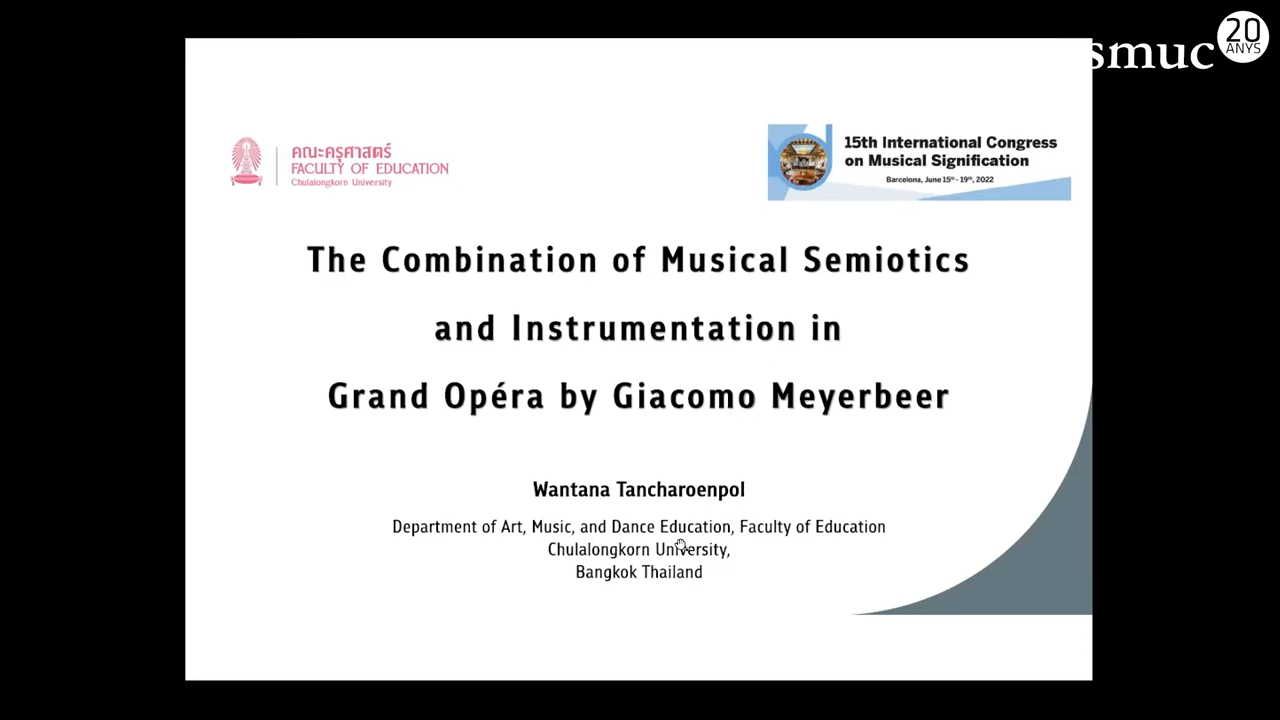 smuc
20
ANYS
คณะครุศาสตร์
FACULTY OF EDUCATION
Chulalongkorn University
15th International Congress
on Musical Signification
Barcelona, June 15th - 19th, 2022
The Combination of Musical Semiotics
and Instrumentation in
Grand Opéra by Giacomo Meyerbeer
Wantana Tancharoenpol
Department of Art, Music, and Dance Education, Faculty of Education
Chulalongkorn University,
Bangkok Thailand